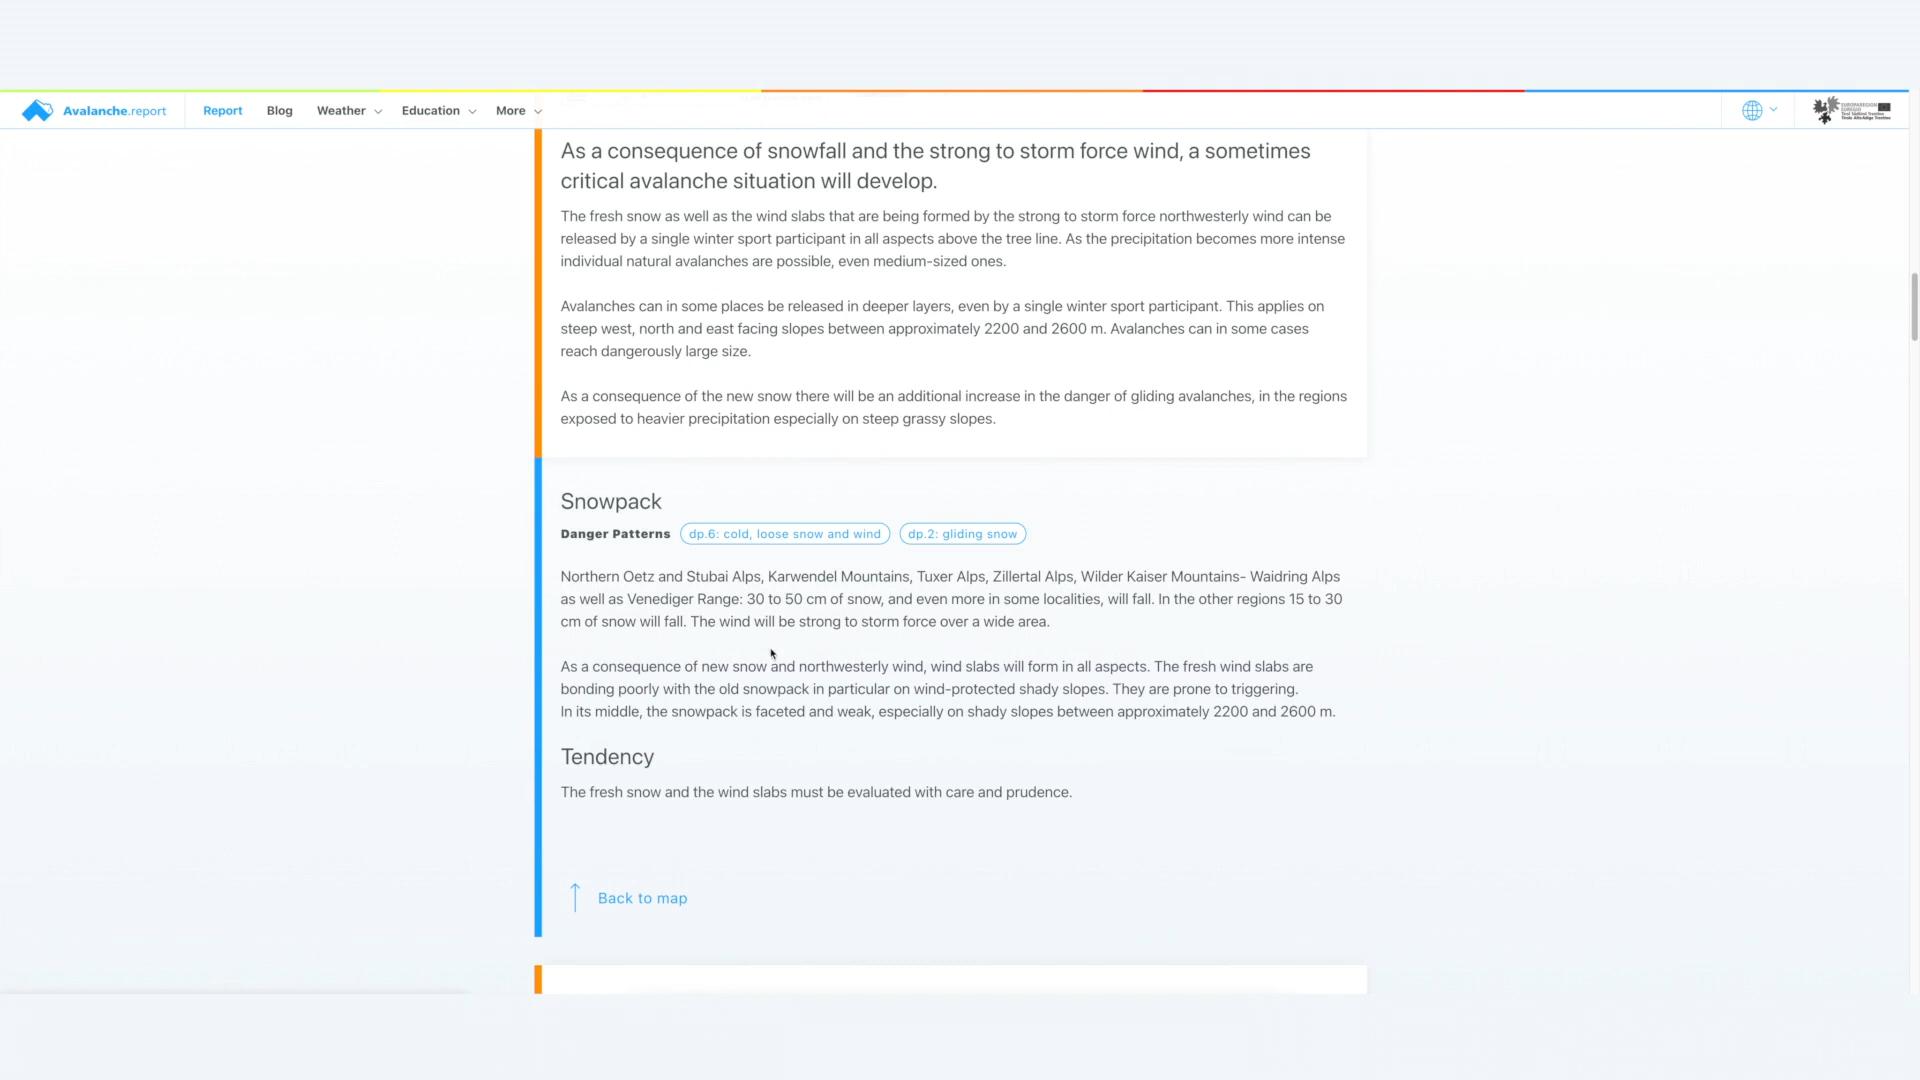 Avalanche.report
Report
Blog
Weather
Education
More
As a consequence of snowfall and the strong to storm force wind, a sometimes
critical avalanche situation will develop.
The fresh snow as well as the wind slabs that are being formed by the strong to storm force northwesterly wind can be
released by a single winter sport participant in all aspects above the tree line. As the precipitation becomes more intense
individual natural avalanches are possible, even medium-sized ones.
Avalanches can in some places be released in deeper layers, even by a single winter sport participant. This applies on
steep west, north and east facing slopes between approximately 2200 and 2600 m. Avalanches can in some cases
reach dangerously large size.
As a consequence of the new snow there will be an additional increase in the danger of gliding avalanches, in the regions
exposed to heavier precipitation especially on steep grassy slopes.
Snowpack
Danger Patterns dp.6: cold, loose snow and wind dp.2: gliding snow
Northern Oetz and Stubai Alps, Karwendel Mountains, Tuxer Alps, Zillertal Alps, Wilder Kaiser Mountains- Waidring Alps
as well as Venediger Range: 30 to 50 cm of snow, and even more in some localities, will fall. In the other regions 15 to 30
cm of snow will fall. The wind will be strong to storm force over a wide area.
As a consequence of new snow and northwesterly wind, wind slabs will form in all aspects. The fresh wind slabs are
bonding poorly with the old snowpack in particular on wind-protected shady slopes. They are prone to triggering.
In its middle, the snowpack is faceted and weak, especially on shady slopes between approximately 2200 and 2600 m.
Tendency
The fresh snow and the wind slabs must be evaluated with care and prudence.
Back to map